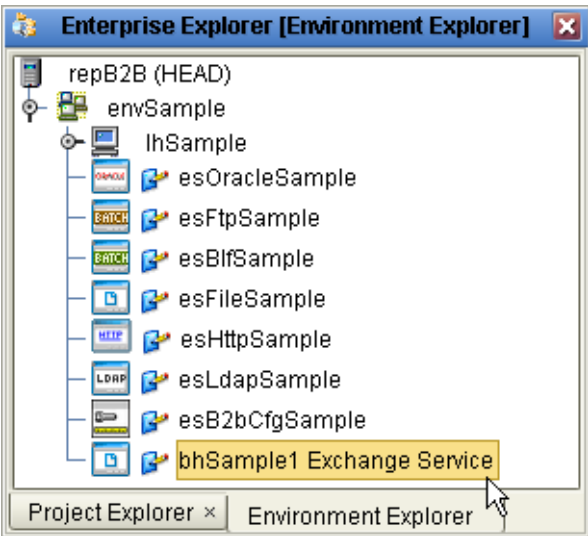 Enterprise Explorer [Environment Explorer]
repB2B (HEAD)
envSample
lhSample
ORACLE esOracleSample
BATCH esFtpSample
BATCH esBlfSample
esFileSample
HTTP esHttpSample
LDAP esLdapSample
esB2bCfgSample
bhSample1 Exchange Service
Project Explorer × Environment Explorer